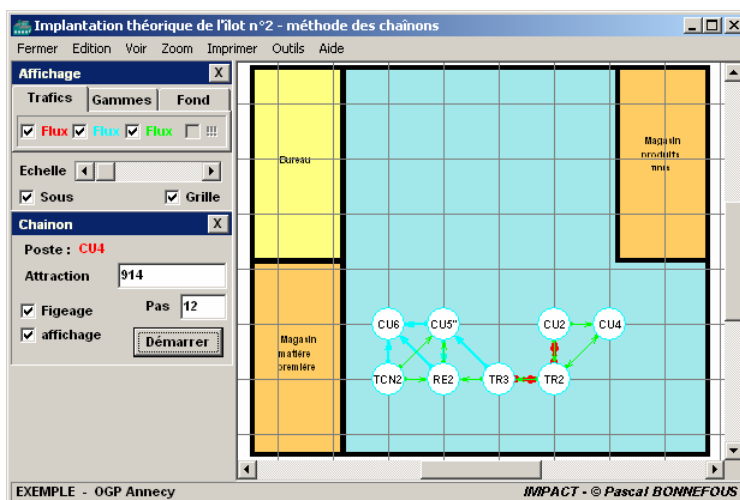 Implantation théorique de l'îlot n°2 - méthode des chaînons
Fermer Edition Voir Zoom Imprimer Outils Aide
Affichage X
Trafics Gammes Fond
Flux Flux Flux !!!
Echelle
Sous Grille
Chainon X
Poste : CU4
Attraction 914
Figeage Pas 12
affichage Démarrer
Bureau
Magasin
produits
finis
Magasin
matière
première
CU6 CU5" CU2 CU4
TCN2 RE2 TR3 TR2
EXEMPLE - OGP Annecy IMPACT - © Pascal BONNEFOUS